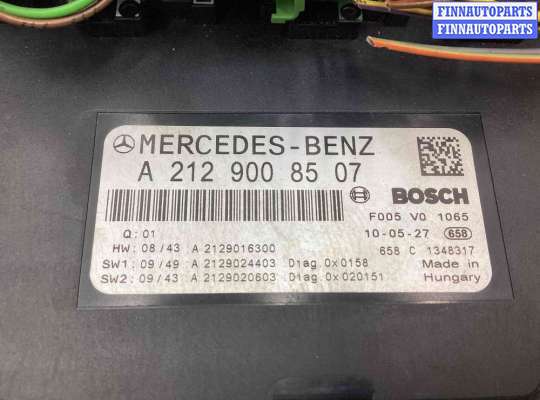 FINNAUTOPARTS
FINNAUTOPARTS
FINNAUTOPARTS
MERCEDES-BENZ
A 212 900 85 07
BOSCH
F005 V0 1065
Q: 01
10-05-27 658
HW: 08/43 A 2129016300
658 C 1348317
SW1: 09/49 A 2129024403 Diag.0x0158
Made in
SW2: 09/43 A 2129020603 Diag.0x020151
Hungary